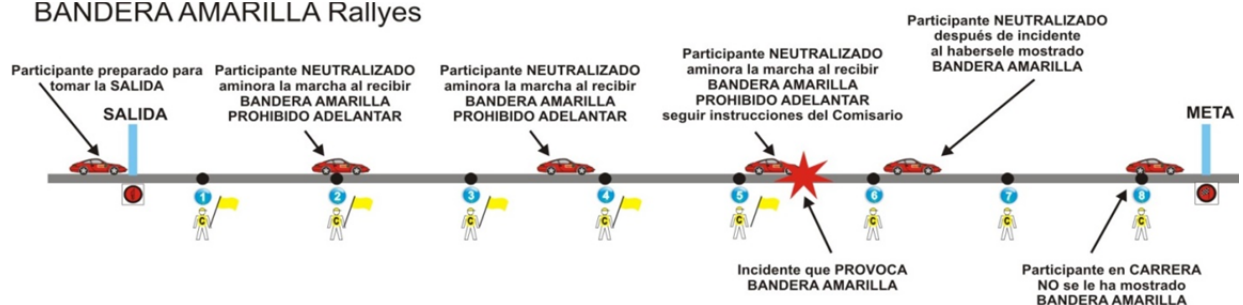 BANDERA AMARILLA Rallyes
Participante preparado para
tomar la SALIDA
SALIDA
Participante NEUTRALIZADO
aminora la marcha al recibir
BANDERA AMARILLA
PROHIBIDO ADELANTAR
Participante NEUTRALIZADO
aminora la marcha al recibir
BANDERA AMARILLA
PROHIBIDO ADELANTAR
Participante NEUTRALIZADO
aminora la marcha al recibir
BANDERA AMARILLA
PROHIBIDO ADELANTAR
seguir instrucciones del Comisario
Participante NEUTRALIZADO
después de incidente
al habersele mostrado
BANDERA AMARILLA
META
1
2
3
4
5
6
7
8
C
C
C
C
C
C
C
C
Incidente que PROVOCA
BANDERA AMARILLA
Participante en CARRERA
NO se le ha mostrado
BANDERA AMARILLA